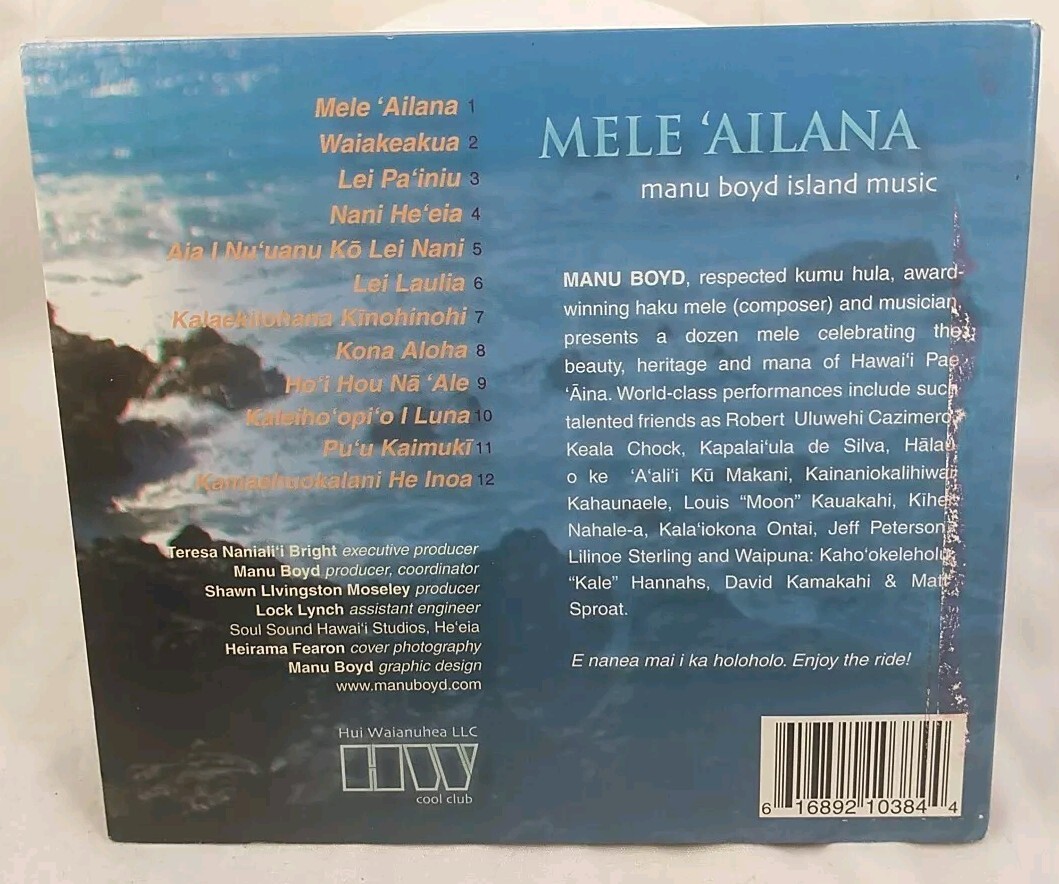 Mele ʻAilana 1
Waiakeakua 2
Lei Paʻiniu 3
Nani Heʻeia 4
Aia I Nuʻuanu Kō Lei Nani 5
Lei Laulia 6
Kalaekilohana Kīnohinohi 7
Kona Aloha 8
Hoʻi Hou Nā ʻAle 9
Kaleihoʻopiʻo I Luna 10
Puʻu Kaimukī 11
He Inoa 12
Teresa Nanialiʻi Bright executive producer
Manu Boyd producer, coordinator
Shawn LIvingston Moseley producer
Lock Lynch assistant engineer
Soul Sound Hawaiʻi Studios, Heʻeia
Heirama Fearon cover photography
Manu Boyd graphic design
www.manuboyd.com
Hui Waianuhea LLC
HW
cool club
MELE ʻAILANA
manu boyd island music
MANU BOYD, respected kumu hula, award-
winning haku mele (composer) and musician,
presents a dozen mele celebrating the
beauty, heritage and mana of Hawaiʻi Pae
ʻĀina. World-class performances include such
talented friends as Robert Uluwehi Cazimero,
Keala Chock, Kapalaiʻula de Silva, Hālau
o ke ʻAʻaliʻi Kū Makani, Kainaniokalihiwai
Kahaunaele, Louis “Moon” Kauakahi, Kihei
Nahale-a, Kalaʻiokona Ontai, Jeff Peterson,
Lilinoe Sterling and Waipuna: Kahoʻokeleholu
“Kale” Hannahs, David Kamakahi & Matt
Sproat.
E nanea mai i ka holoholo. Enjoy the ride!
6 16892 10384 4